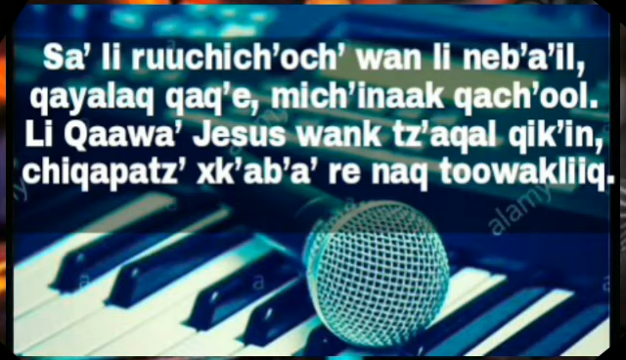 Sa' li ruuchich'och' wan li neb'a'il,
qayalaq qaq'e, mich'inaak qach'ool.
Li Qaawa' Jesus wank tz'aqal qik'in,
chiqapatz' xk'ab'a' re naq toowakliiq.
alamy
a
a